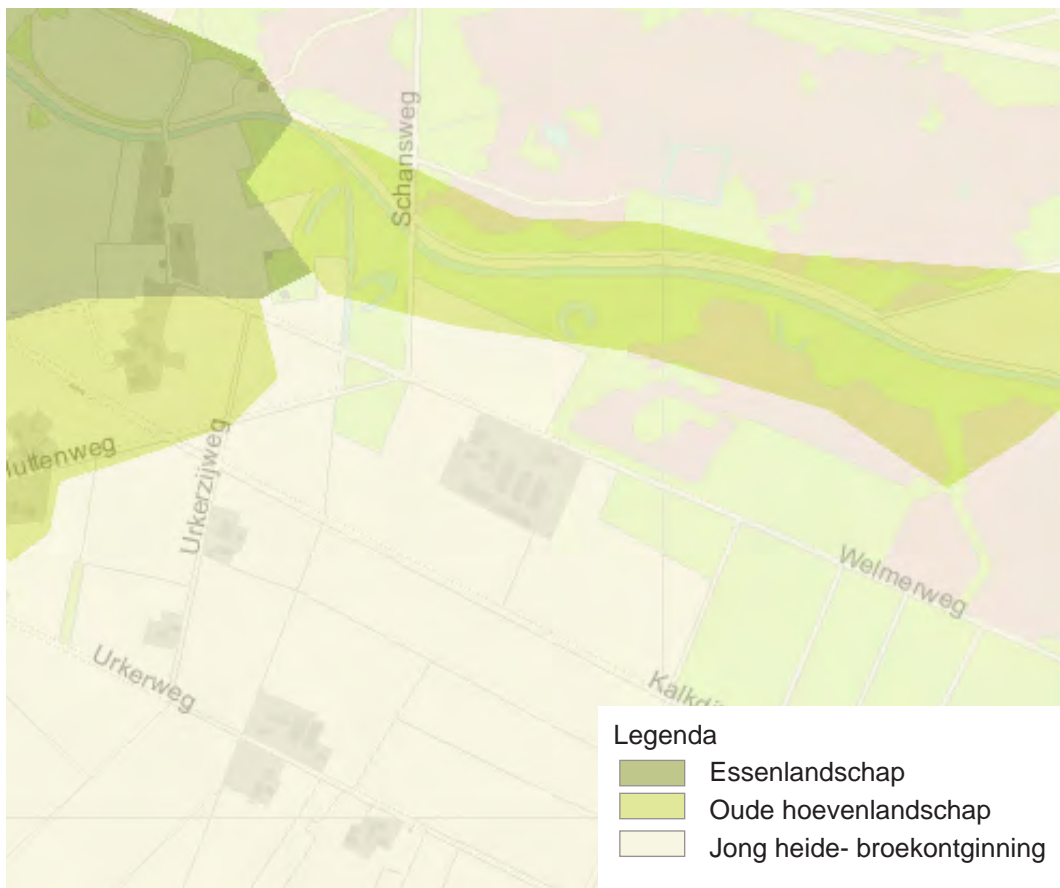 Schansweg
Urkerzijweg
Welmerweg
Urkerweg
Legenda
Essenlandschap
Oude hoevenlandschap
Jong heide- broekontginning